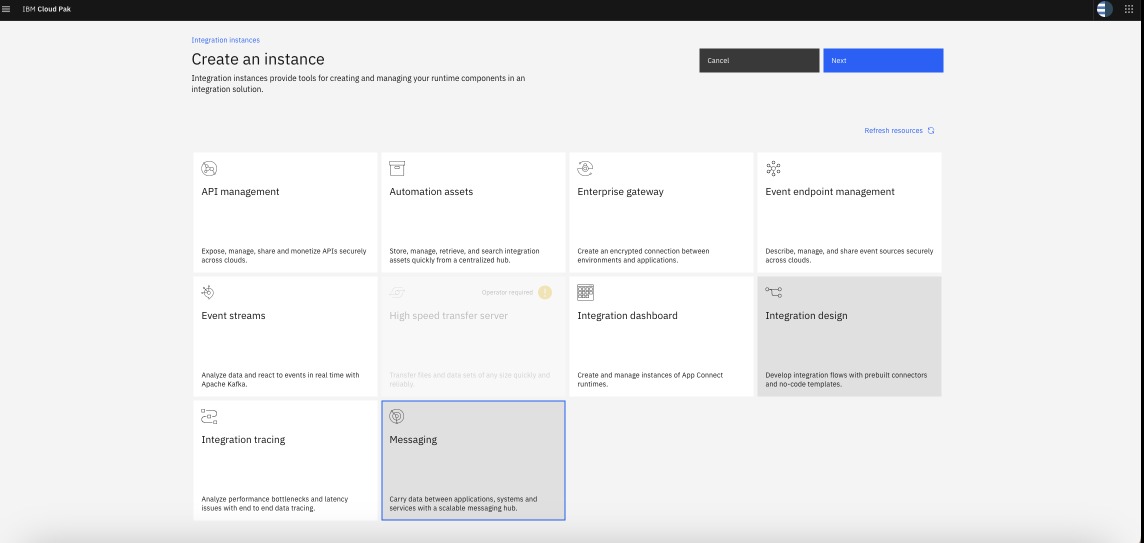 IBM Cloud Pak
Integration instances
Create an instance
Integration instances provide tools for creating and managing your runtime components in an
integration solution.
Cancel
Next
Refresh resources
API management
Expose, manage, share and monetize APIs securely
across clouds.
Automation assets
Store, manage, retrieve, and search integration
assets quickly from a centralized hub.
Enterprise gateway
Create an encrypted connection between
environments and applications.
Event endpoint management
Describe, manage, and share event sources securely
across clouds.
Event streams
Analyze data and react to events in real time with
Apache Kafka.
Operator required
High speed transfer server
Transfer files and data sets of any size quickly and
reliably.
Integration dashboard
Create and manage instances of App Connect
runtimes.
Integration design
Develop integration flows with prebuilt connectors
and no-code templates.
Integration tracing
Analyze performance bottlenecks and latency
issues with end to end data tracing.
Messaging
Carry data between applications, systems and
services with a scalable messaging hub.